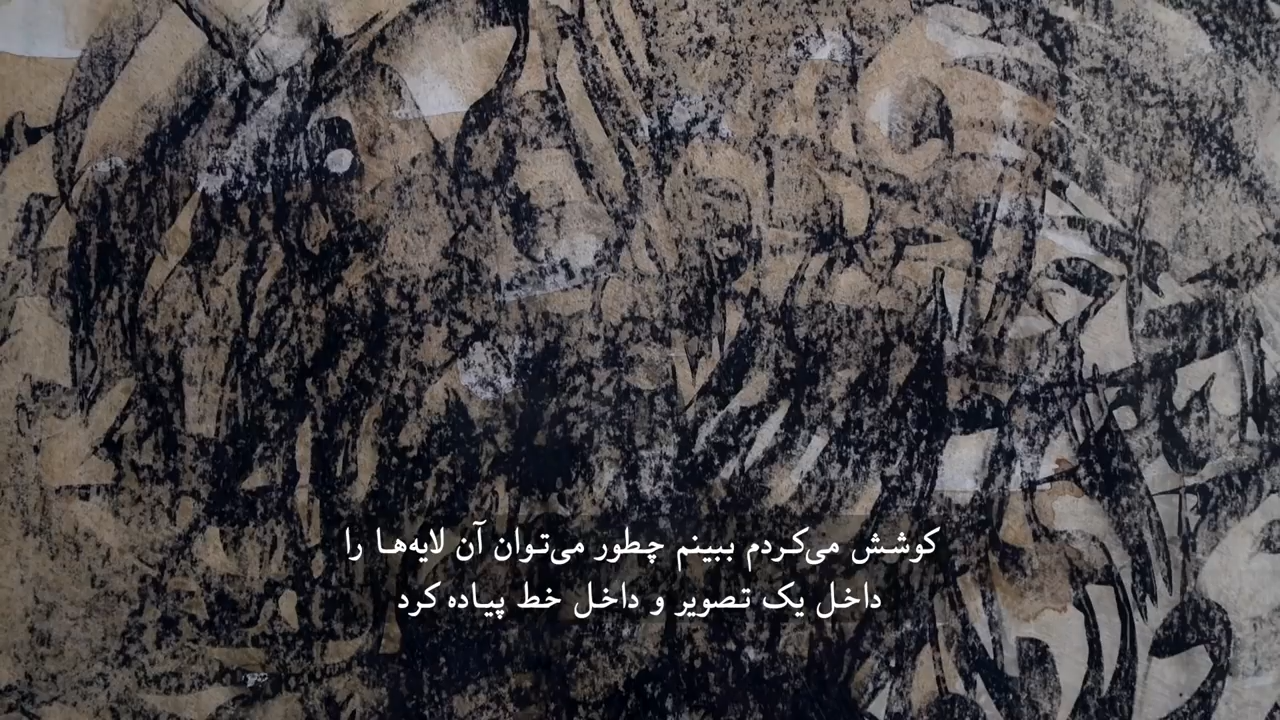 کوشش می‌کردم ببینم چطور می‌توان آن لایه‌ها را
داخل یک تصویر و داخل خط پیاده کرد